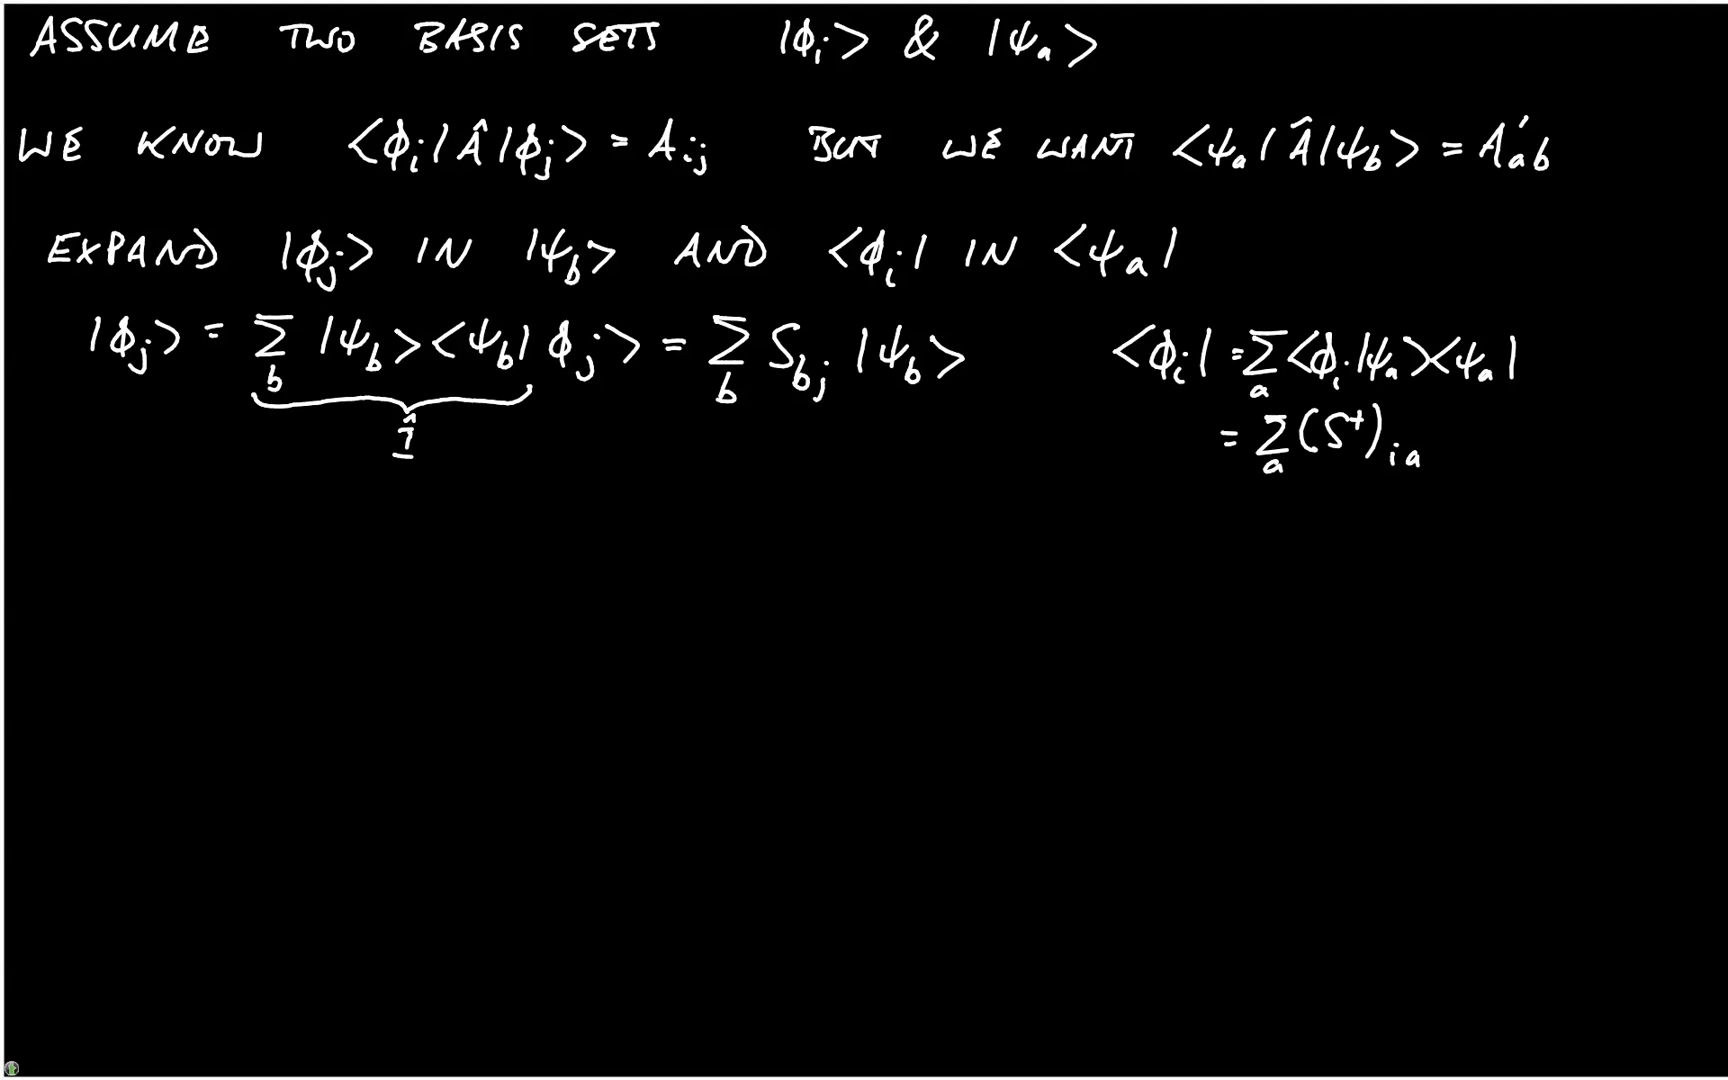 ASSUME TWO BASIS SETS |ϕᵢ> & |ψₐ>
WE KNOW <ϕᵢ|Â|ϕⱼ> = Aᵢⱼ BUT WE WANT <ψₐ|Â|ψ_b> = A'_ab
EXPAND |ϕⱼ> IN |ψ_b> AND <ϕᵢ| IN <ψₐ|
|ϕⱼ> = Σ_b |ψ_b><ψ_b|ϕⱼ> = Σ_b S_bj |ψ_b> <ϕᵢ| = Σₐ <ϕᵢ|ψₐ><ψₐ|
Î = Σₐ (S⁺)ᵢₐ